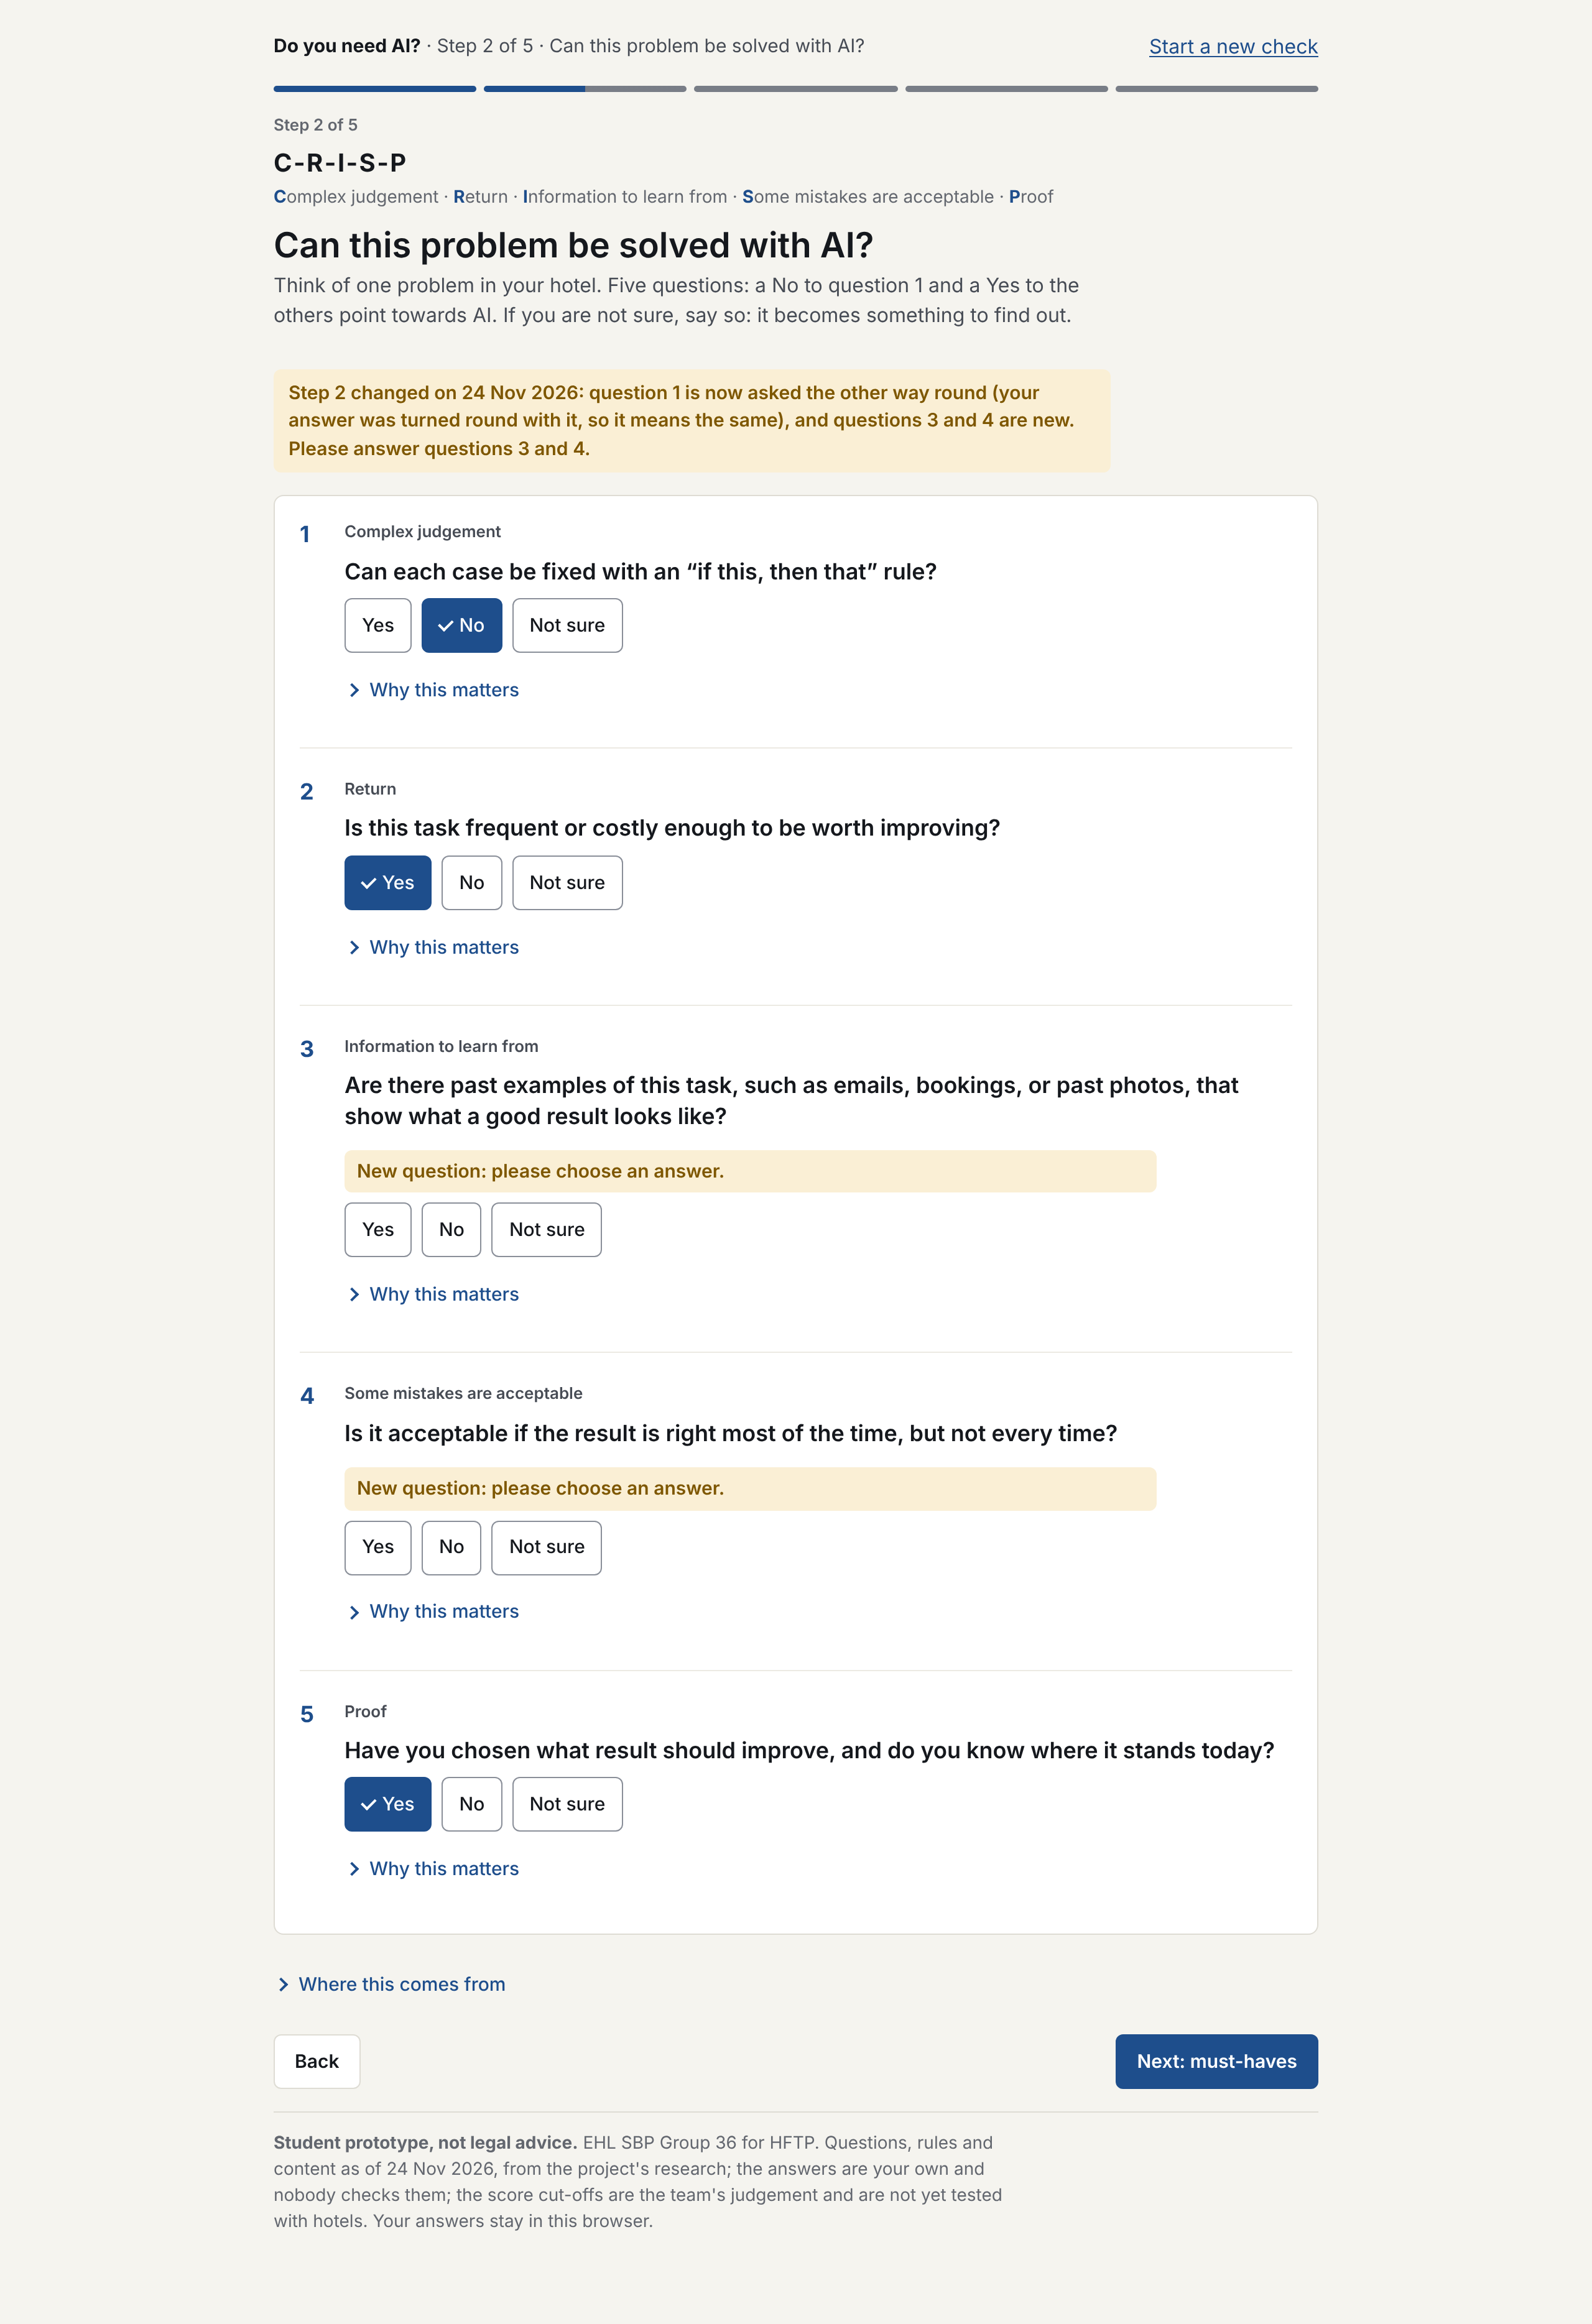 Do you need AI? · Step 2 of 5 · Can this problem be solved with AI?
Start a new check
Step 2 of 5
C-R-I-S-P
Complex judgement · Return · Information to learn from · Some mistakes are acceptable · Proof
Can this problem be solved with AI?
Think of one problem in your hotel. Five questions: a No to question 1 and a Yes to the
others point towards AI. If you are not sure, say so: it becomes something to find out.
Step 2 changed on 24 Nov 2026: question 1 is now asked the other way round (your
answer was turned round with it, so it means the same), and questions 3 and 4 are new.
Please answer questions 3 and 4.
1 Complex judgement
Can each case be fixed with an “if this, then that” rule?
Yes No Not sure
Why this matters
2 Return
Is this task frequent or costly enough to be worth improving?
Yes No Not sure
Why this matters
3 Information to learn from
Are there past examples of this task, such as emails, bookings, or past photos, that
show what a good result looks like?
New question: please choose an answer.
Yes No Not sure
Why this matters
4 Some mistakes are acceptable
Is it acceptable if the result is right most of the time, but not every time?
New question: please choose an answer.
Yes No Not sure
Why this matters
5 Proof
Have you chosen what result should improve, and do you know where it stands today?
Yes No Not sure
Why this matters
Where this comes from
Back
Next: must-haves
Student prototype, not legal advice. EHL SBP Group 36 for HFTP. Questions, rules and
content as of 24 Nov 2026, from the project's research; the answers are your own and
nobody checks them; the score cut-offs are the team's judgement and are not yet tested
with hotels. Your answers stay in this browser.